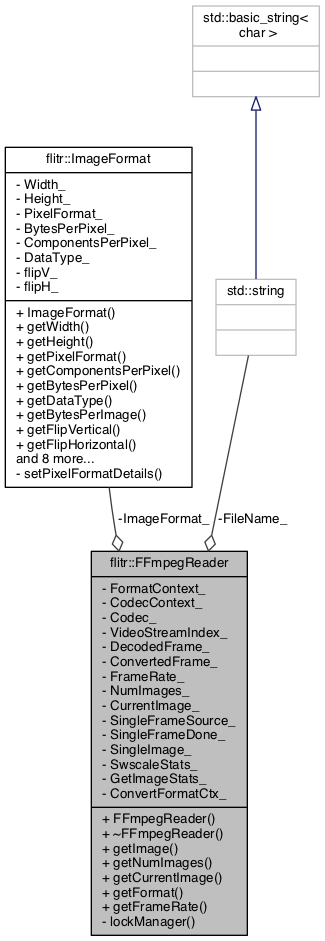 std::basic_string<
char >
flitr::ImageFormat
- Width_
- Height_
- PixelFormat_
- BytesPerPixel_
- ComponentsPerPixel_
- DataType_
- flipV_
- flipH_
+ ImageFormat()
+ getWidth()
+ getHeight()
+ getPixelFormat()
+ getComponentsPerPixel()
+ getBytesPerPixel()
+ getDataType()
+ getBytesPerImage()
+ getFlipVertical()
+ getFlipHorizontal()
and 8 more...
- setPixelFormatDetails()
std::string
-ImageFormat_
-FileName_
flitr::FFmpegReader
- FormatContext_
- CodecContext_
- Codec_
- VideoStreamIndex_
- DecodedFrame_
- ConvertedFrame_
- FrameRate_
- NumImages_
- CurrentImage_
- SingleFrameSource_
- SingleFrameDone_
- SingleImage_
- SwscaleStats_
- GetImageStats_
- ConvertFormatCtx_
+ FFmpegReader()
+ ~FFmpegReader()
+ getImage()
+ getNumImages()
+ getCurrentImage()
+ getFormat()
+ getFrameRate()
- lockManager()